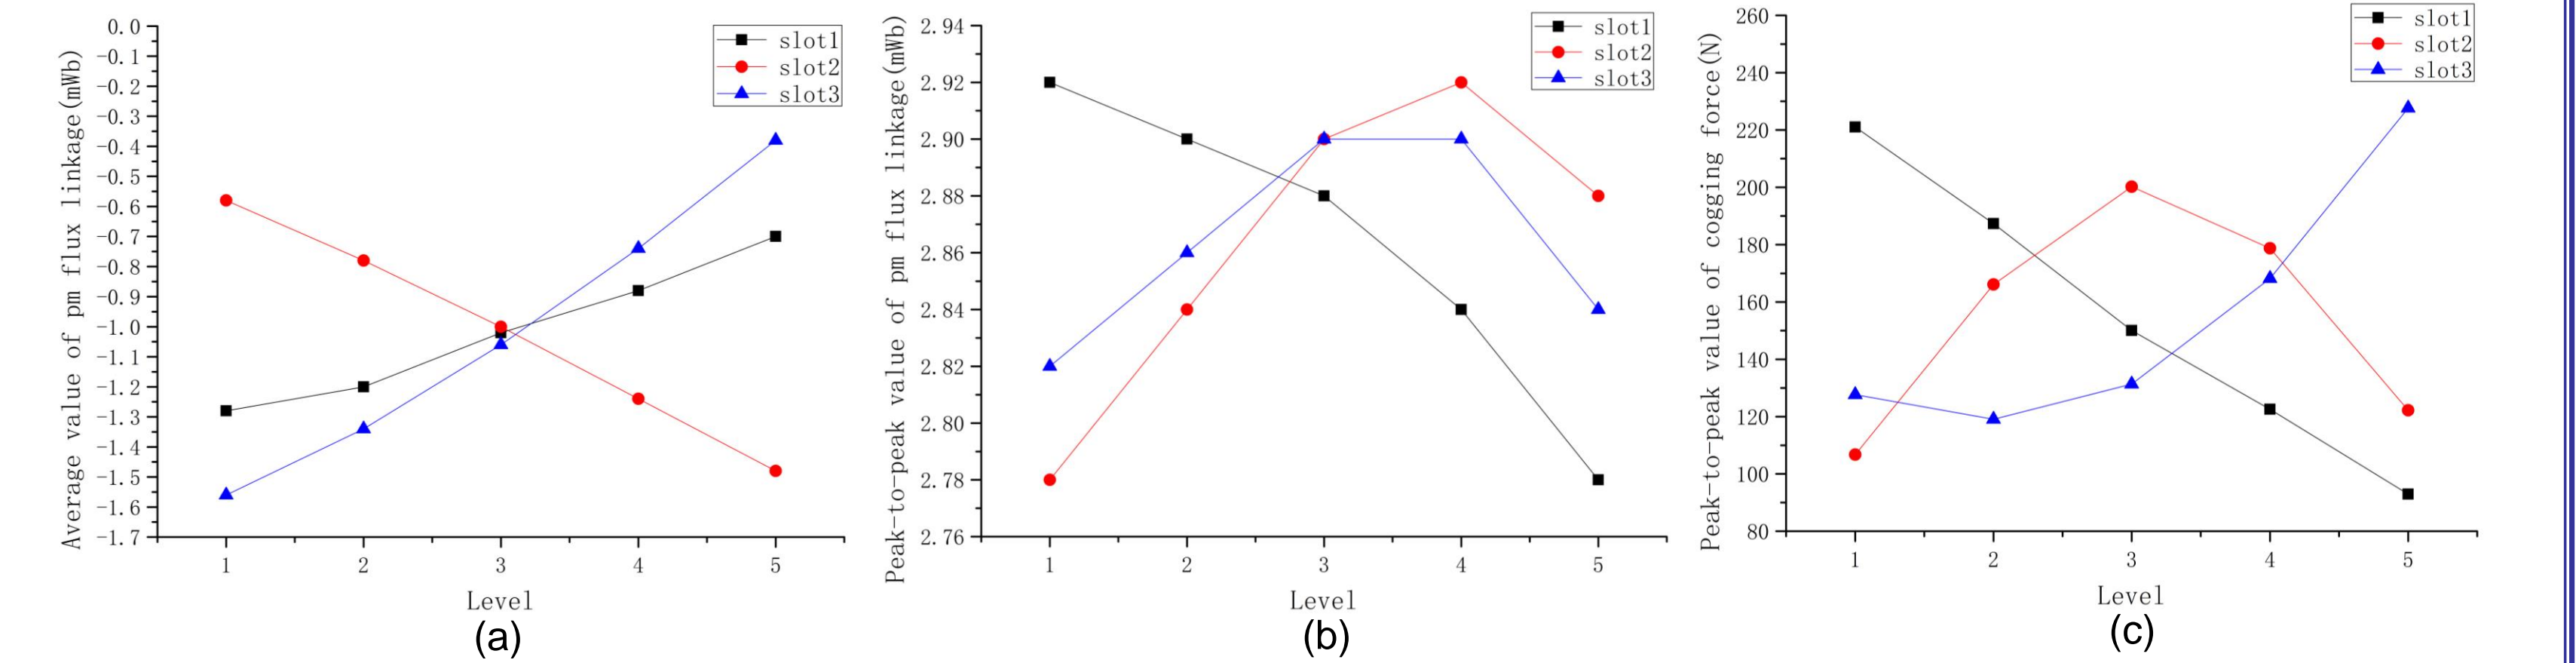 Average value of pm flux linkage(mWb)
0.0
-0.1
-0.2
-0.3
-0.4
-0.5
-0.6
-0.7
-0.8
-0.9
-1.0
-1.1
-1.2
-1.3
-1.4
-1.5
-1.6
-1.7
slot1
slot2
slot3
1 2 3 4 5
Level
(a)
Peak-to-peak value of pm flux linkage(mWb)
2.94
2.92
2.90
2.88
2.86
2.84
2.82
2.80
2.78
2.76
slot1
slot2
slot3
1 2 3 4 5
Level
(b)
Peak-to-peak value of cogging force(N)
260
240
220
200
180
160
140
120
100
80
slot1
slot2
slot3
1 2 3 4 5
Level
(c)